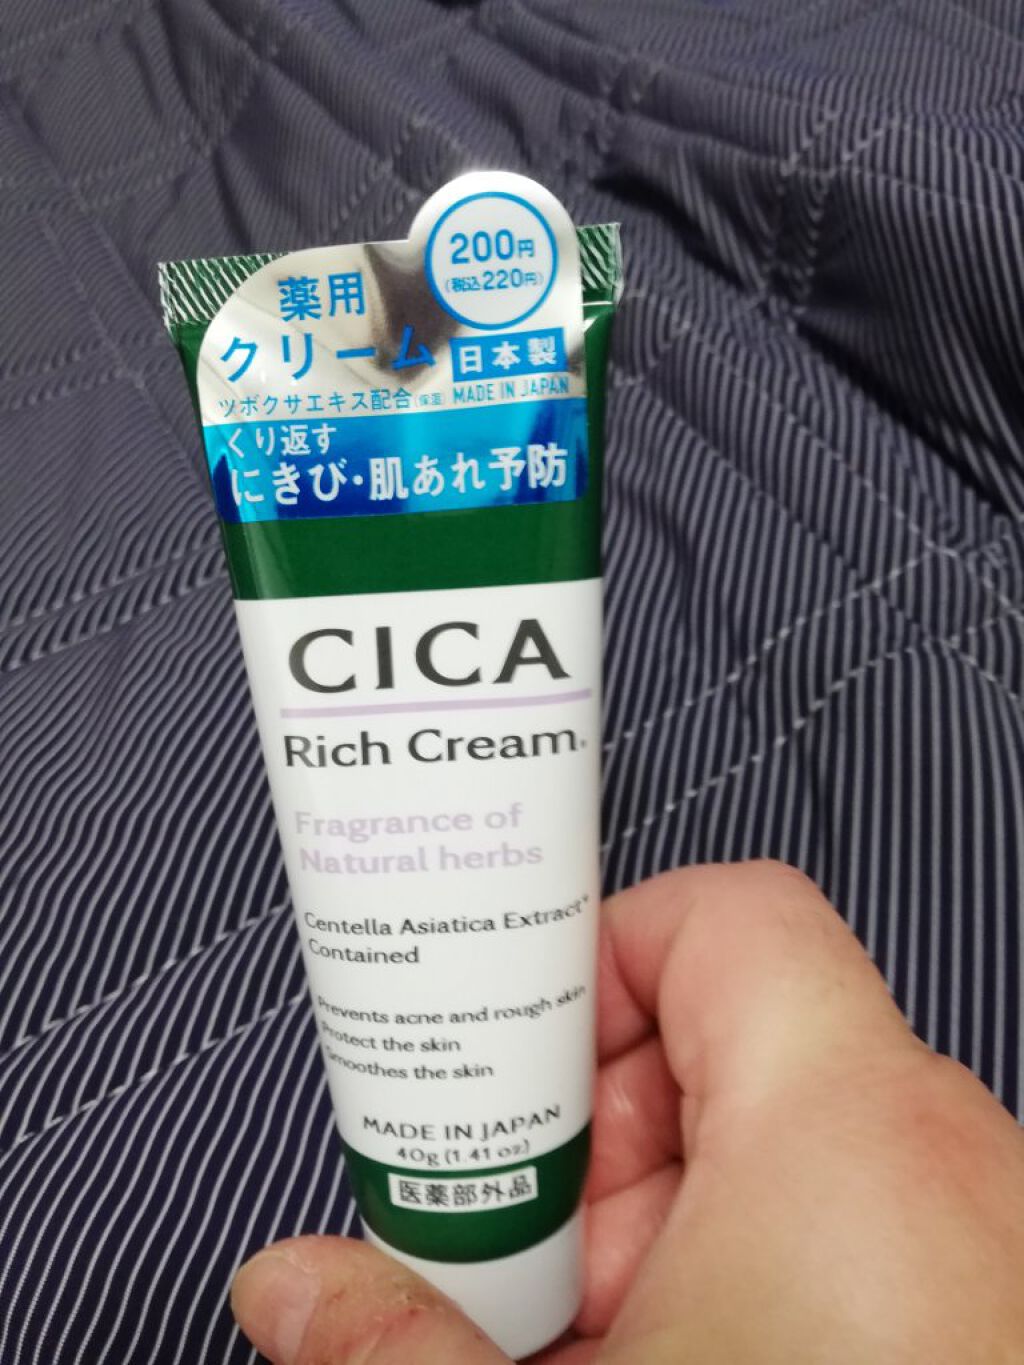 200円
(税込220円)
薬用
クリーム
日本製
ツボクサエキス配合(保湿)
MADE IN JAPAN
くり返す
にきび・肌あれ予防
CICA
Rich Cream.
Fragrance of
Natural herbs
Centella Asiatica Extract*
Contained
Prevents acne and rough skin
Protect the skin
Smoothes the skin
MADE IN JAPAN
40g (1.41 oz)
医薬部外品